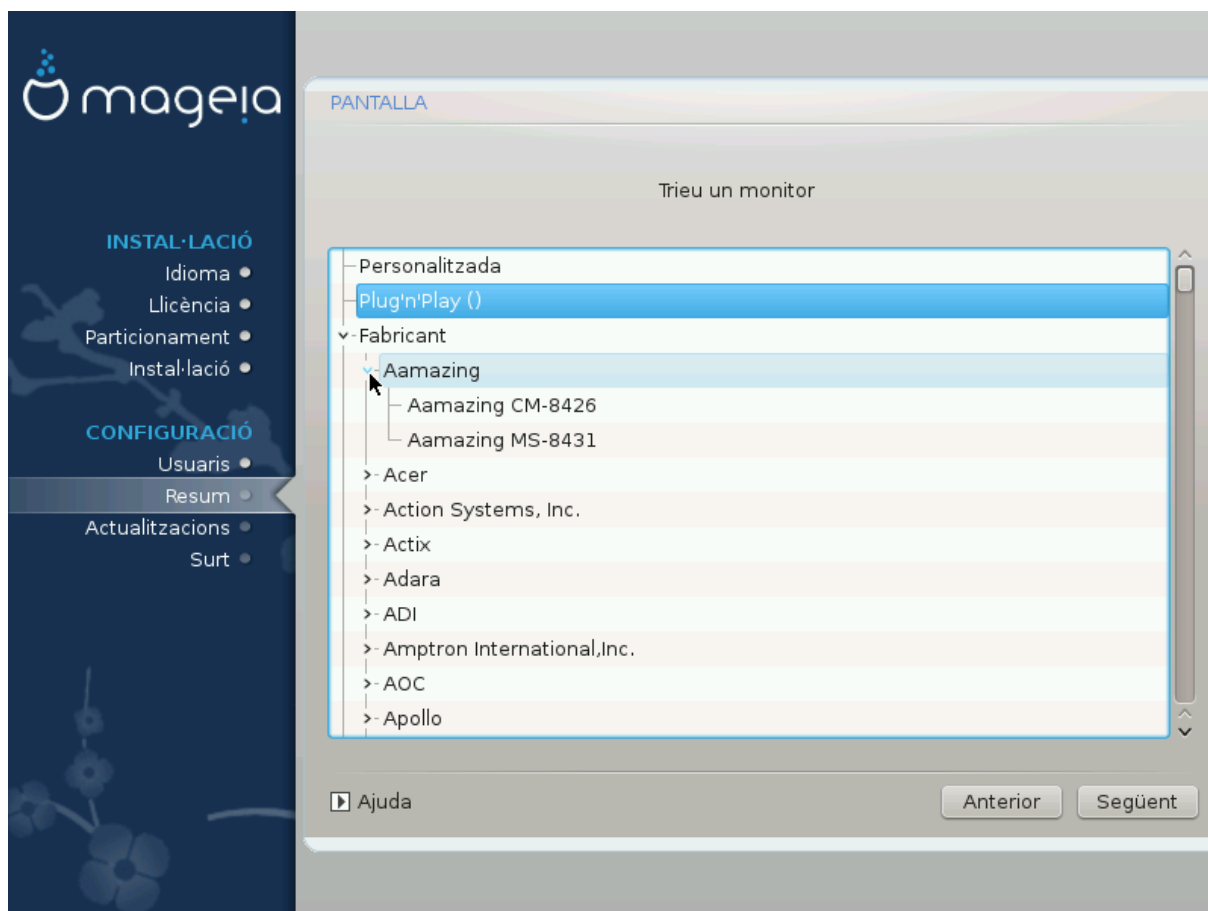 mageia
INSTAL·LACIÓ
Idioma
Llicència
Particionament
Instal·lació
CONFIGURACIÓ
Usuaris
Resum
Actualitzacions
Surt
PANTALLA
Trieu un monitor
Personalitzada
Plug'n'Play ()
Fabricant
Aamazing
Aamazing CM-8426
Aamazing MS-8431
Acer
Action Systems, Inc.
Actix
Adara
ADI
Amptron International,Inc.
AOC
Apollo
Ajuda
Anterior
Següent